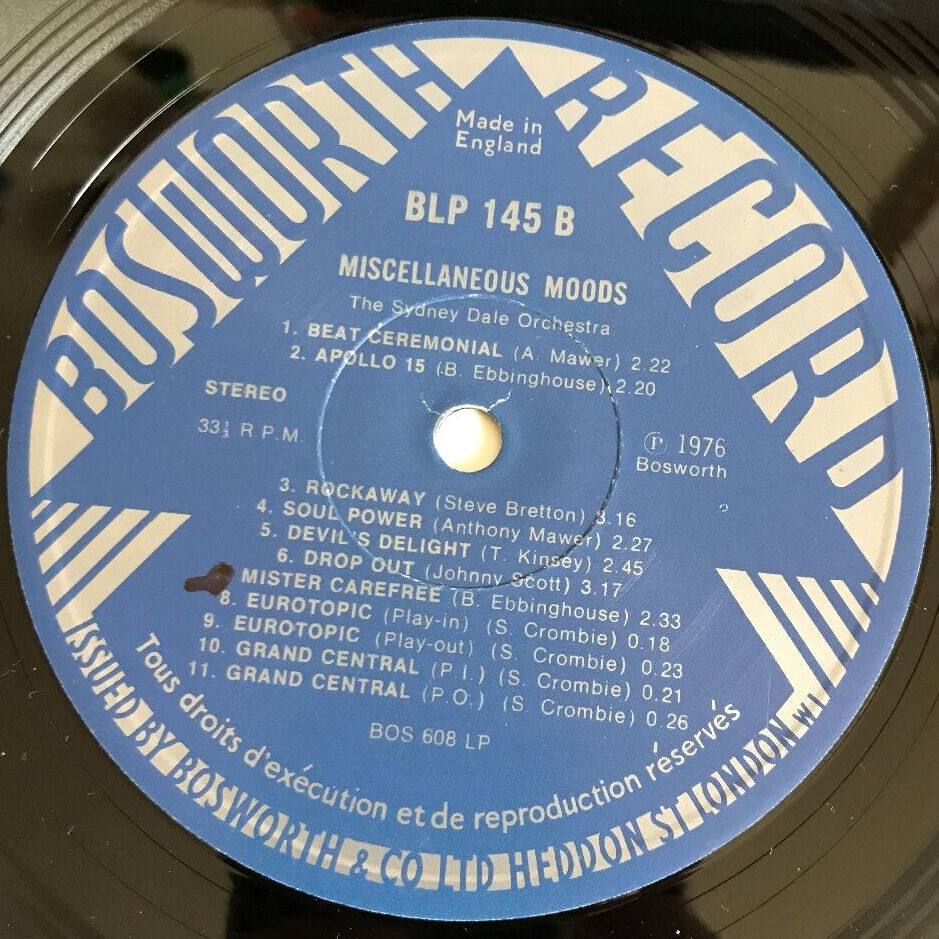 BOSWORTH RECORD
Made in
England
BLP 145 B
MISCELLANEOUS MOODS
The Sydney Dale Orchestra
1. BEAT CEREMONIAL (A. Mawer) 2.22
2. APOLLO 15 (B. Ebbinghouse) 2.20
STEREO
33⅓ R.P.M.
Ⓟ 1976
Bosworth
3. ROCKAWAY (Steve Bretton) 3.16
4. SOUL POWER (Anthony Mawer) 2.27
5. DEVIL'S DELIGHT (T. Kinsey) 2.45
6. DROP OUT (Johnny Scott) 3.17
MISTER CAREFREE (B. Ebbinghouse) 2.33
8. EUROTOPIC (Play-in) (S. Crombie) 0.18
9. EUROTOPIC (Play-out) (S. Crombie) 0.23
10. GRAND CENTRAL (P.I.) (S. Crombie) 0.21
11. GRAND CENTRAL (P.O.) (S. Crombie) 0.26
BOS 608 LP
Tous droits d'exécution et de reproduction réservés
ISSUED BY BOSWORTH & CO LTD HEDDON ST LONDON W1